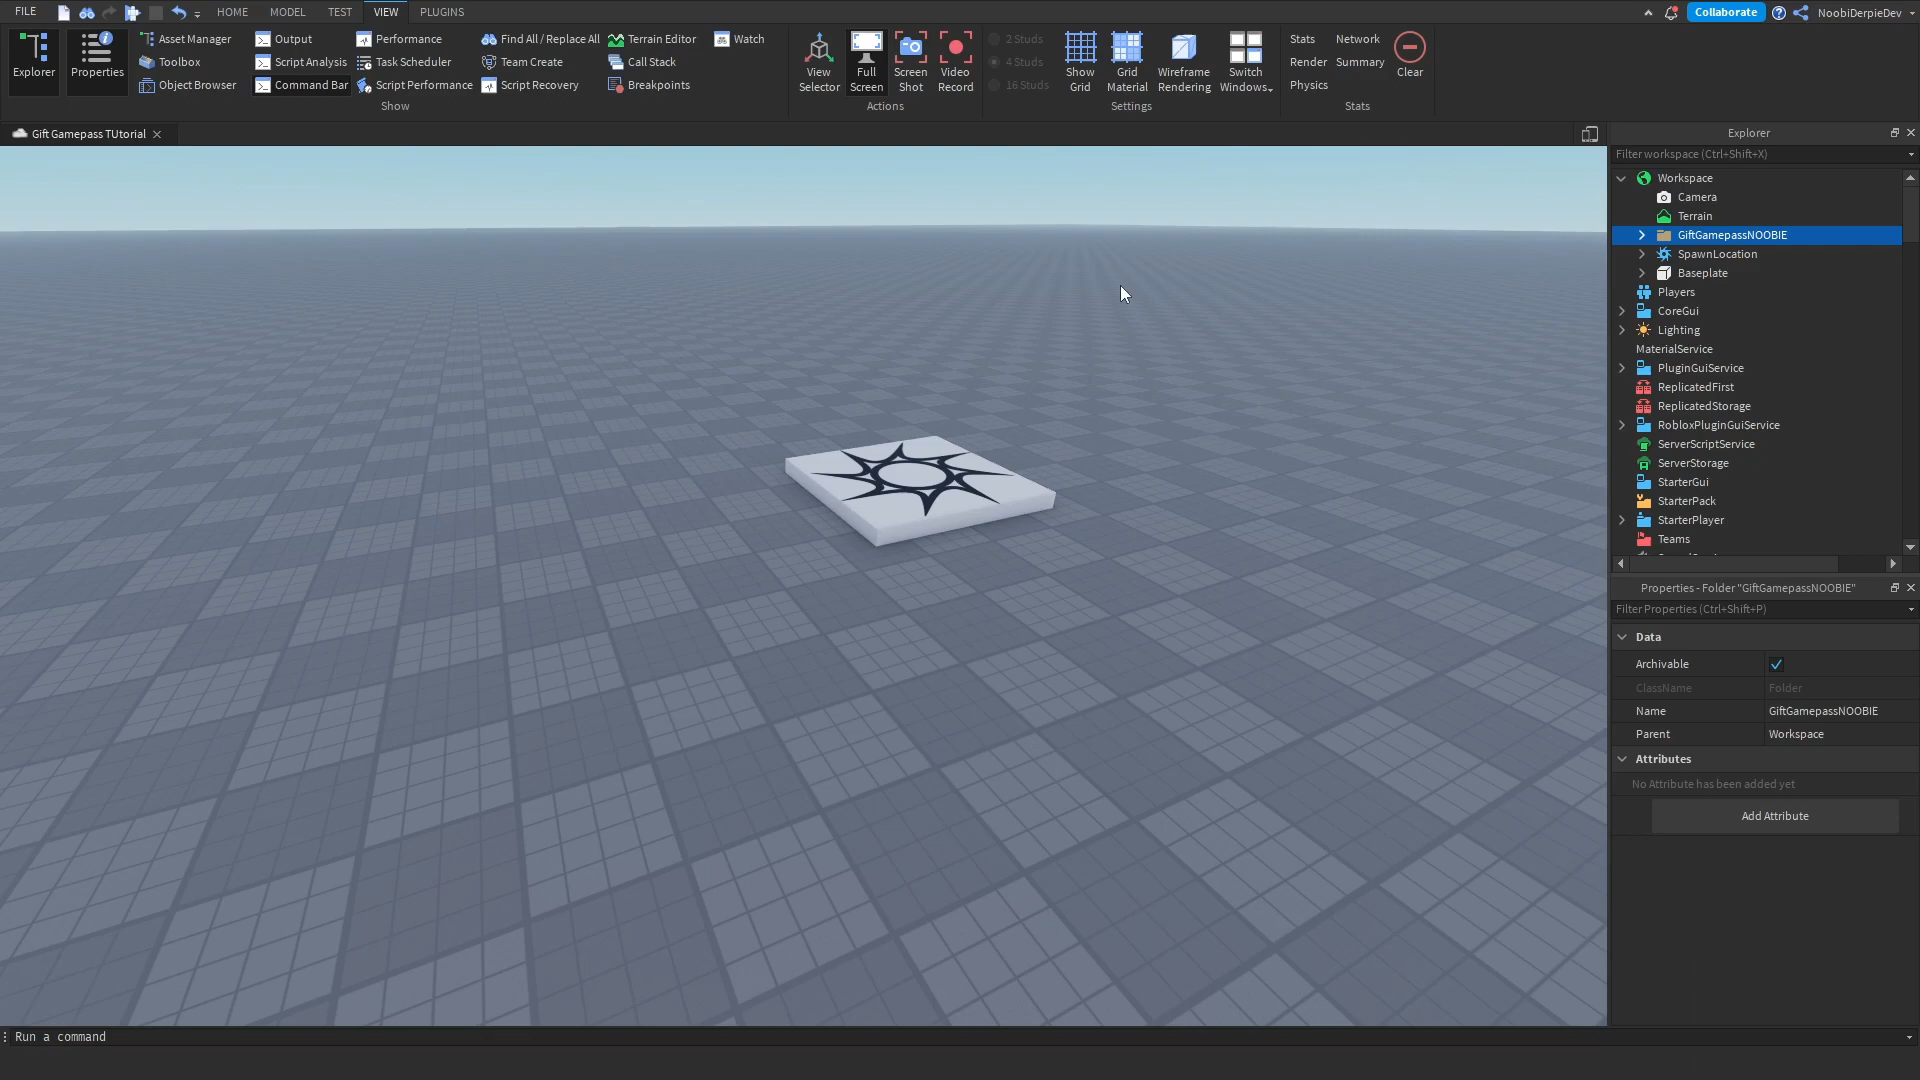 FILE HOME MODEL TEST VIEW PLUGINS Collaborate NoobiDerpieDev
Explorer
Properties
Asset Manager
Toolbox
Object Browser
Output
Script Analysis
Command Bar
Performance
Task Scheduler
Script Performance
Find All / Replace All
Team Create
Script Recovery
Terrain Editor
Call Stack
Breakpoints
Watch
Show
View
Selector
Full
Screen
Screen
Shot
Video
Record
Actions
2 Studs
4 Studs
16 Studs
Show
Grid
Grid
Material
Wireframe
Rendering
Switch
Windows
Settings
Stats
Render
Physics
Network
Summary
Clear
Stats
Gift Gamepass TUtorial
Explorer
Filter workspace (Ctrl+Shift+X)
Workspace
Camera
Terrain
GiftGamepassNOOBIE
SpawnLocation
Baseplate
Players
CoreGui
Lighting
MaterialService
PluginGuiService
ReplicatedFirst
ReplicatedStorage
RobloxPluginGuiService
ServerScriptService
ServerStorage
StarterGui
StarterPack
StarterPlayer
Teams
Properties - Folder "GiftGamepassNOOBIE"
Filter Properties (Ctrl+Shift+P)
Data
Archivable
ClassName Folder
Name GiftGamepassNOOBIE
Parent Workspace
Attributes
No Attribute has been added yet
Add Attribute
Run a command